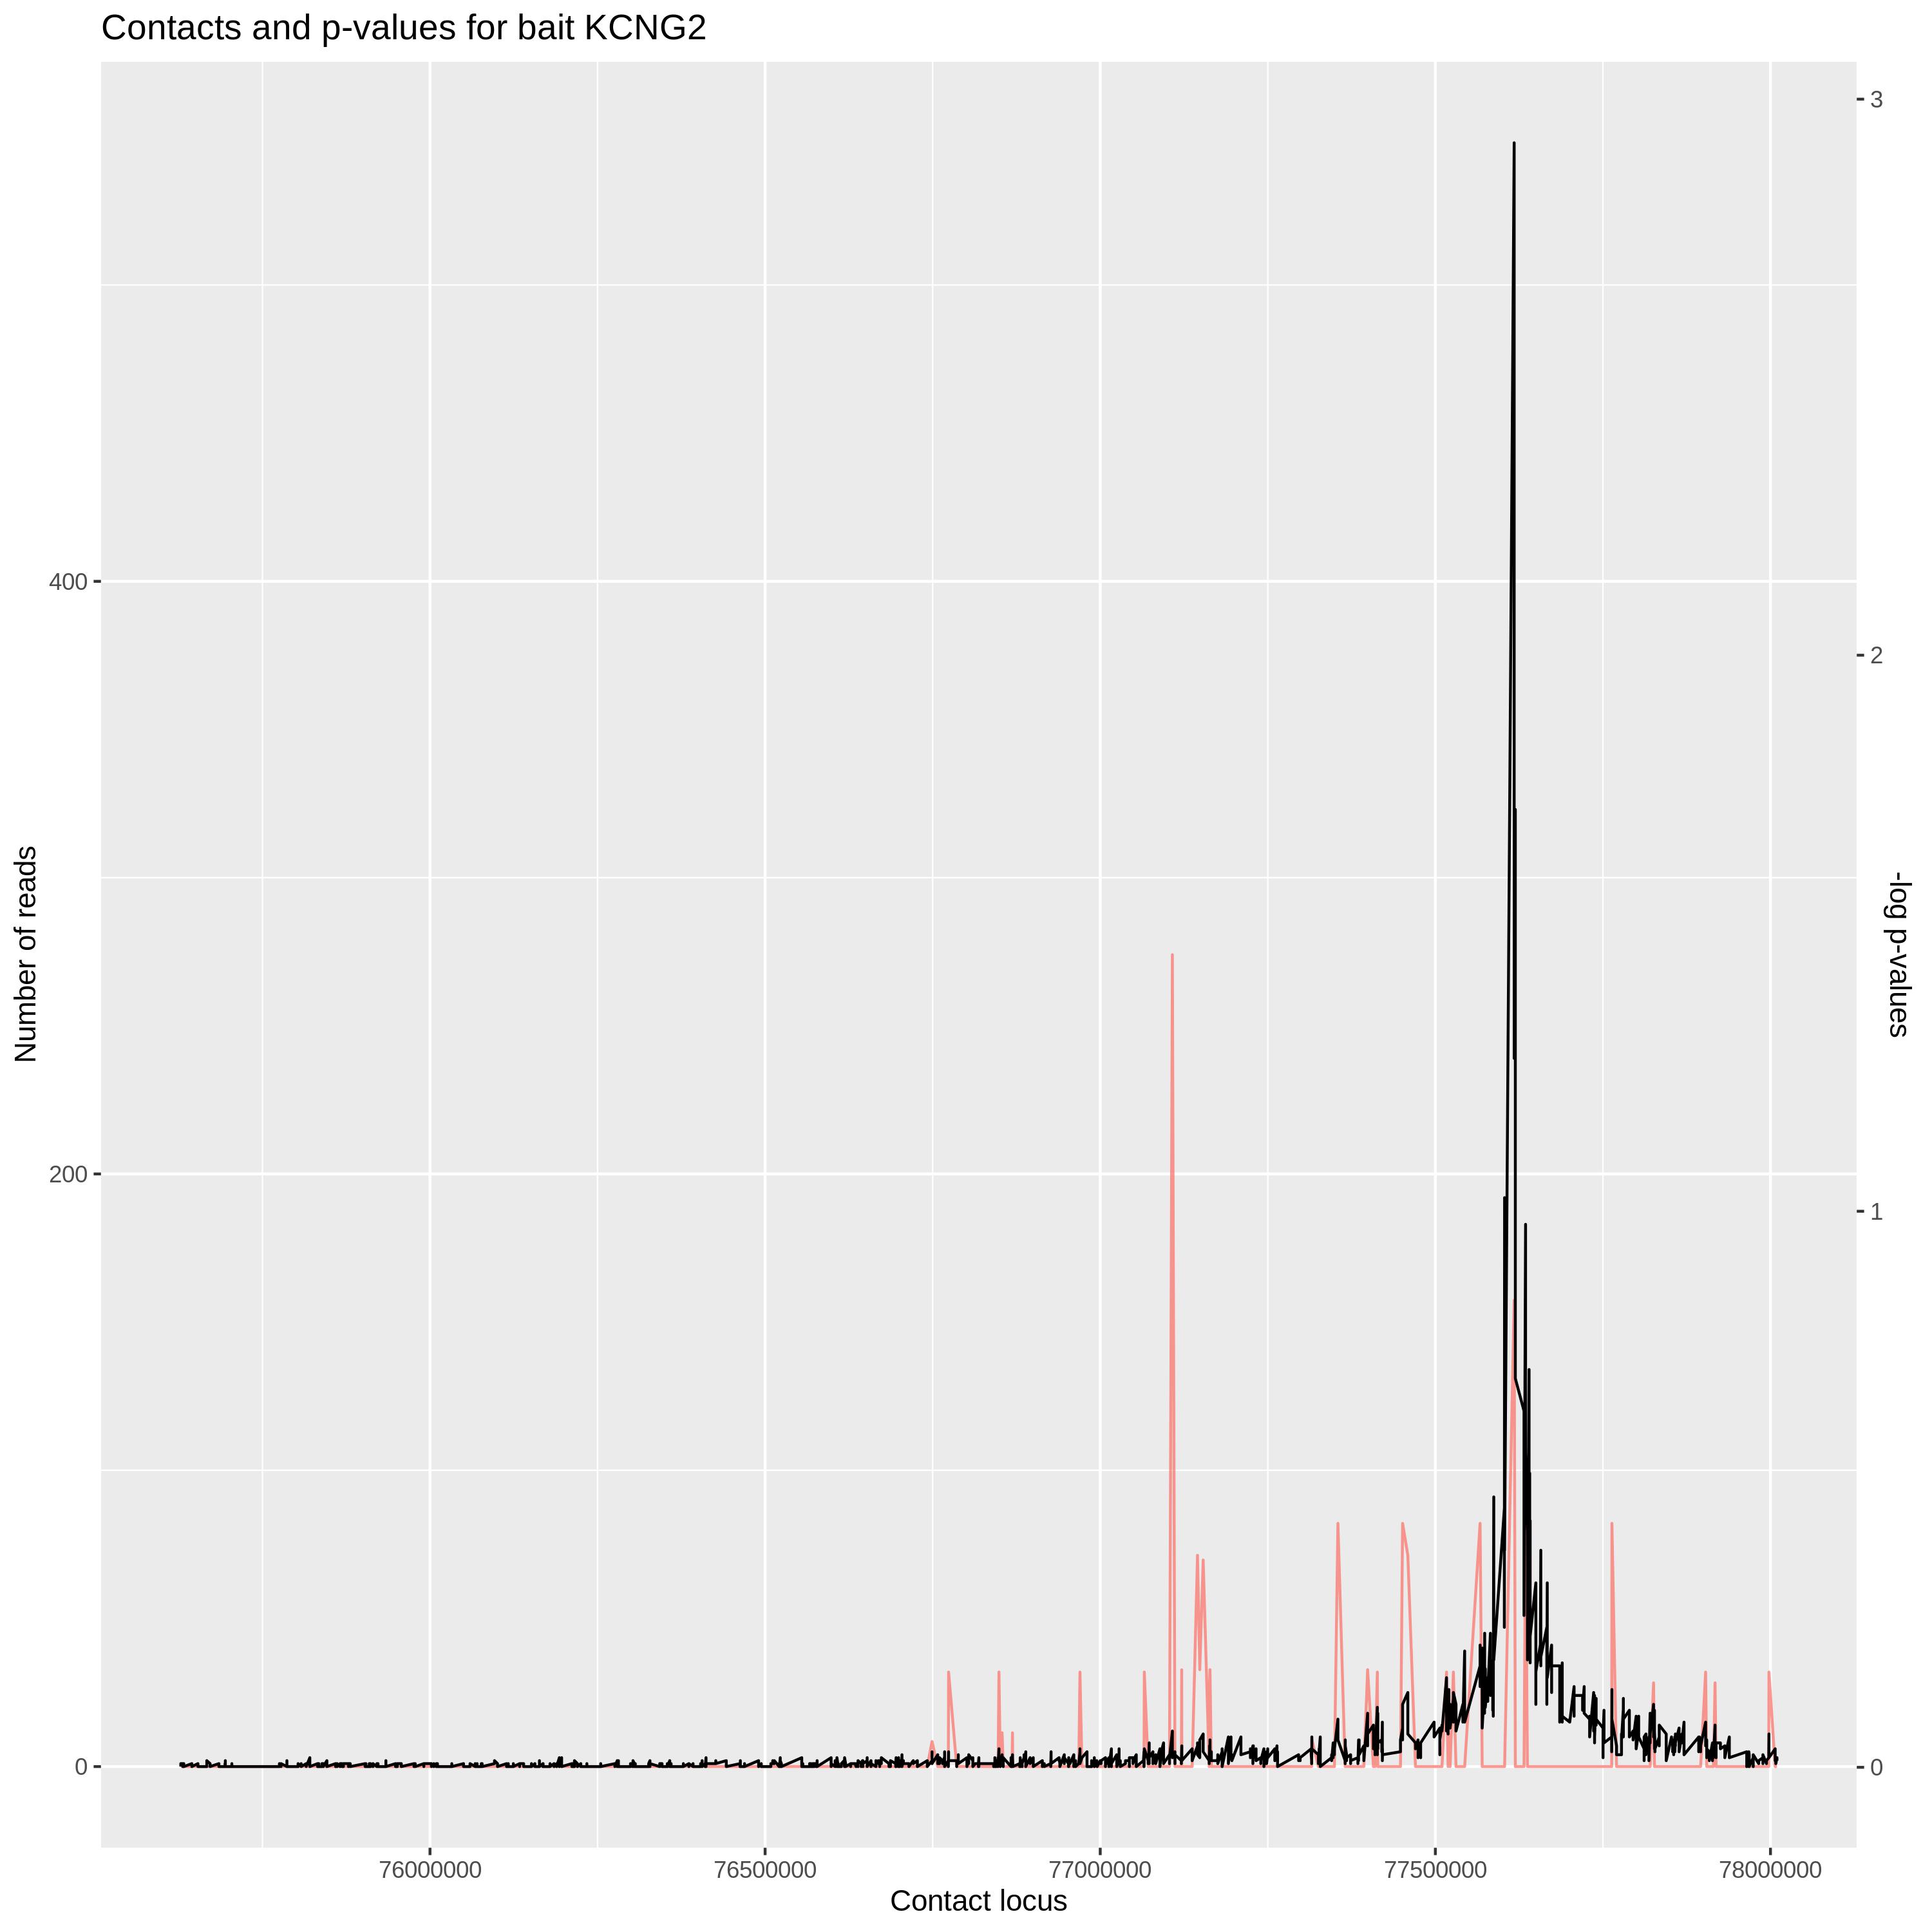 Contacts and p-values for bait KCNG2
3
400
2
Number of reads
-log p-values
200
1
0
0
76000000 76500000 77000000 77500000 78000000
Contact locus